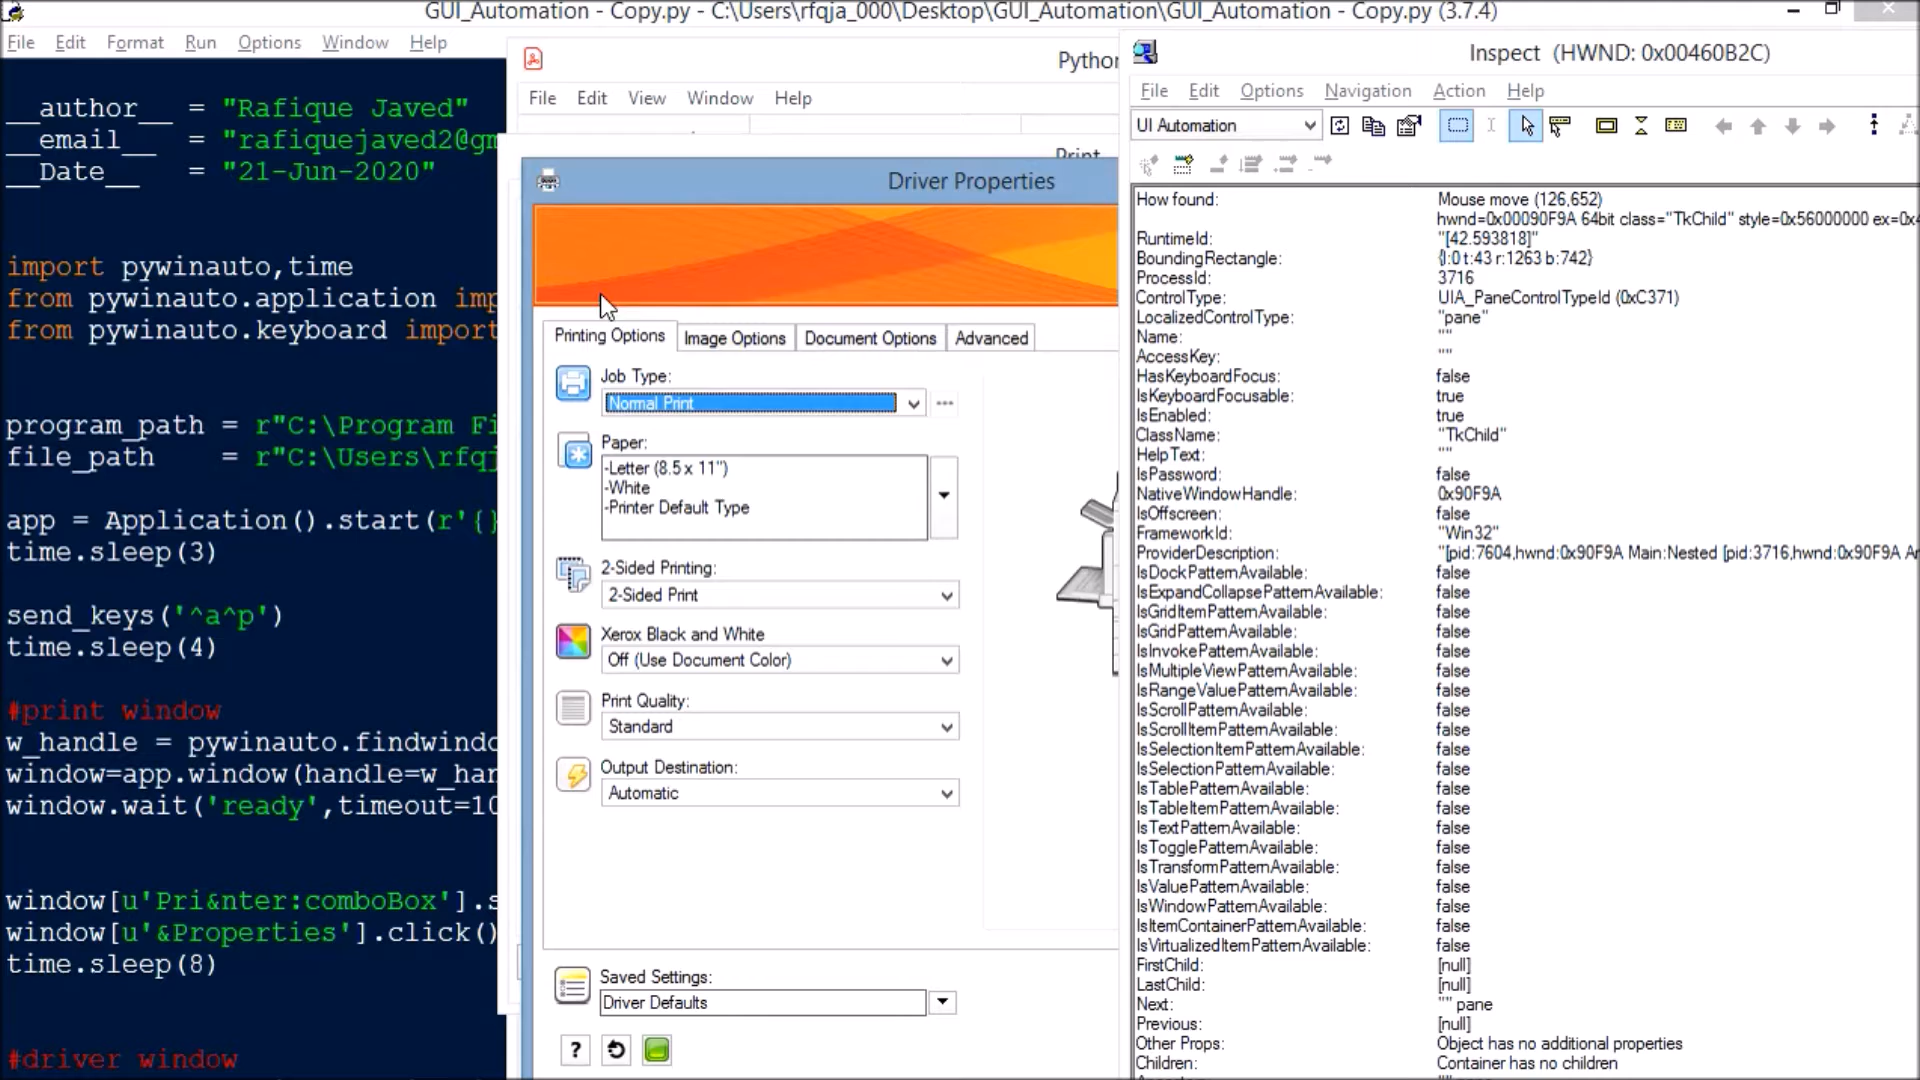 GUI_Automation - Copy.py - C:\Users\rfqja_000\Desktop\GUI_Automation\GUI_Automation - Copy.py (3.7.4)
File Edit Format Run Options Window Help
__author__ = "Rafique Javed"
__email__ = "rafiquejaved2@gm
__Date__ = "21-Jun-2020"
import pywinauto,time
from pywinauto.application imp
from pywinauto.keyboard import
program_path = r"C:\Program Fi
file_path = r"C:\Users\rfqj
app = Application().start(r'{}
time.sleep(3)
send_keys('^a^p')
time.sleep(4)
#print window
w_handle = pywinauto.findwindo
window=app.window(handle=w_han
window.wait('ready',timeout=10
window[u'Pri&nter:comboBox'].s
window[u'&Properties'].click()
time.sleep(8)
#driver window
Python
File Edit View Window Help
Print
Driver Properties
Printing Options Image Options Document Options Advanced
Job Type:
Normal Print
Paper:
-Letter (8.5 x 11")
-White
-Printer Default Type
2-Sided Printing:
2-Sided Print
Xerox Black and White
Off (Use Document Color)
Print Quality:
Standard
Output Destination:
Automatic
Saved Settings:
Driver Defaults
?
Inspect (HWND: 0x00460B2C)
File Edit Options Navigation Action Help
UI Automation
How found: Mouse move (126,652)
hwnd=0x00090F9A 64bit class="TkChild" style=0x56000000 ex=0x4
RuntimeId: "[42.593818]"
BoundingRectangle: {l:0 t:43 r:1263 b:742}
ProcessId: 3716
ControlType: UIA_PaneControlTypeId (0xC371)
LocalizedControlType: "pane"
Name: ""
AccessKey: ""
HasKeyboardFocus: false
IsKeyboardFocusable: true
IsEnabled: true
ClassName: "TkChild"
HelpText: ""
IsPassword: false
NativeWindowHandle: 0x90F9A
IsOffscreen: false
FrameworkId: "Win32"
ProviderDescription: "[pid:7604,hwnd:0x90F9A Main:Nested [pid:3716,hwnd:0x90F9A An
IsDockPatternAvailable: false
IsExpandCollapsePatternAvailable: false
IsGridItemPatternAvailable: false
IsGridPatternAvailable: false
IsInvokePatternAvailable: false
IsMultipleViewPatternAvailable: false
IsRangeValuePatternAvailable: false
IsScrollPatternAvailable: false
IsScrollItemPatternAvailable: false
IsSelectionItemPatternAvailable: false
IsSelectionPatternAvailable: false
IsTablePatternAvailable: false
IsTableItemPatternAvailable: false
IsTextPatternAvailable: false
IsTogglePatternAvailable: false
IsTransformPatternAvailable: false
IsValuePatternAvailable: false
IsWindowPatternAvailable: false
IsItemContainerPatternAvailable: false
IsVirtualizedItemPatternAvailable: false
FirstChild: [null]
LastChild: [null]
Next: "" pane
Previous: [null]
Other Props: Object has no additional properties
Children: Container has no children